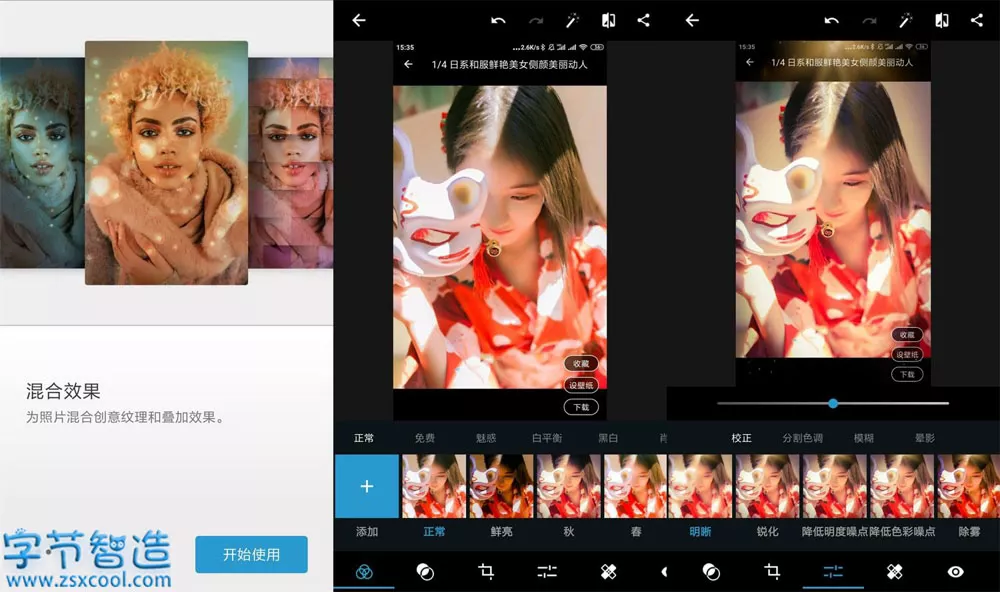 混合效果
为照片混合创意纹理和叠加效果。
字节智造
www.zsxcool.com
开始使用
15:35
2.6K/s
56
1/4 日系和服鲜艳美女侧颜美丽动人
收藏
设壁纸
下载
正常 免费 魅惑 白平衡 黑白
添加 正常 鲜亮 秋 春
15:35
2.6K/s
1/4 日系和服鲜艳美女侧颜美丽动人
收藏
设壁纸
下载
校正 分割色调 模糊 晕影
明晰 锐化 降低明度噪点 降低色彩噪点 除雾